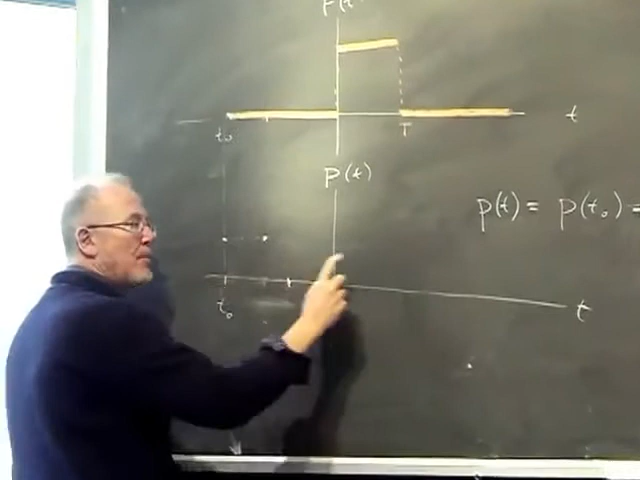 F(t
t₀ T t
p(t)
p(t) = p(t₀) =
t₀ t